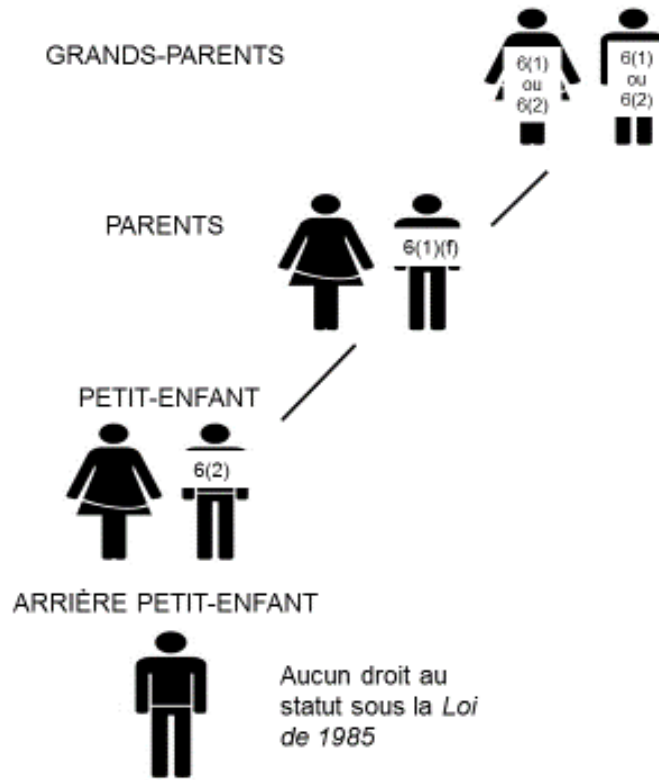 GRANDS-PARENTS
6(1)
ou
6(2)
6(1)
ou
6(2)
PARENTS
6(1)(f)
PETIT-ENFANT
6(2)
ARRIÈRE PETIT-ENFANT
Aucun droit au
statut sous la Loi
de 1985